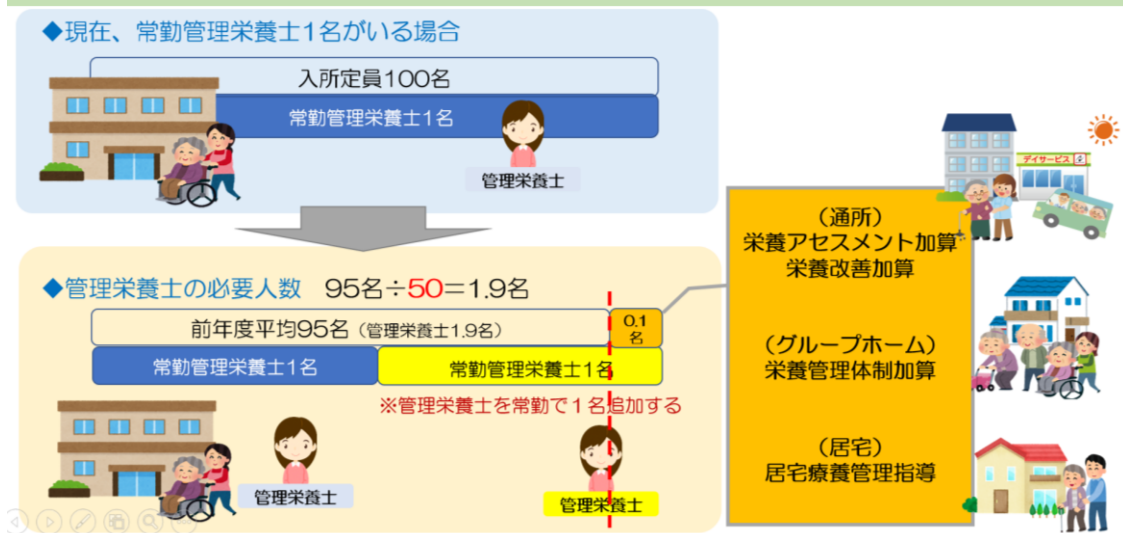 ◆現在、常勤管理栄養士1名がいる場合
入所定員100名
常勤管理栄養士1名
管理栄養士
◆管理栄養士の必要人数 95名÷50=1.9名
前年度平均95名(管理栄養士1.9名)
0.1
名
常勤管理栄養士1名
常勤管理栄養士1名
※管理栄養士を常勤で1名追加する
管理栄養士
管理栄養士
デイサービス
(通所)
栄養アセスメント加算
栄養改善加算
(グループホーム)
栄養管理体制加算
(居宅)
居宅療養管理指導